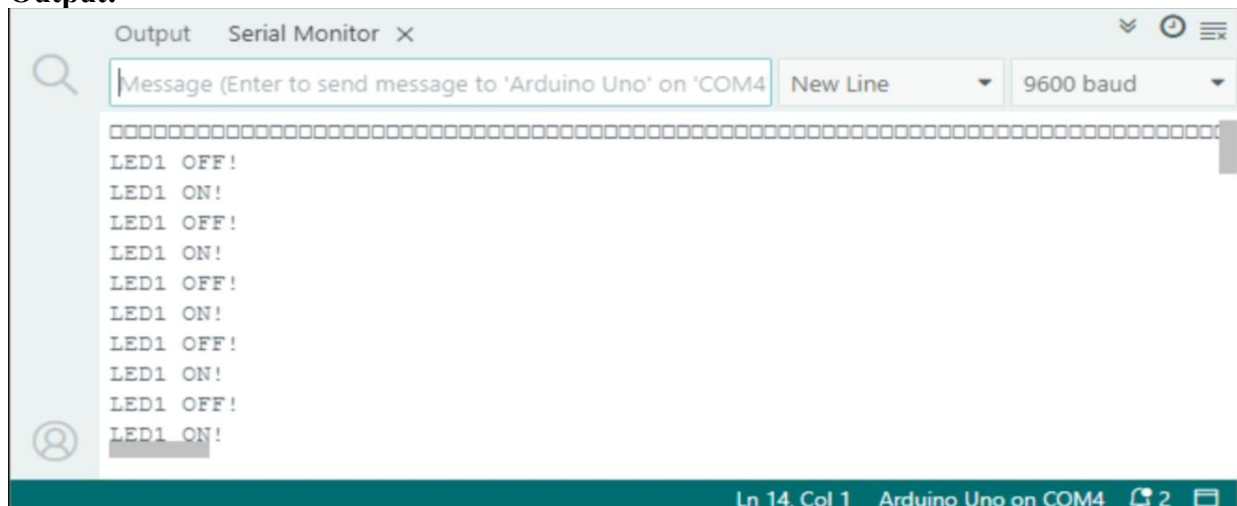 Output:
Output Serial Monitor
Message (Enter to send message to 'Arduino Uno' on 'COM4
New Line
9600 baud
LED1 OFF!
LED1 ON!
LED1 OFF!
LED1 ON!
LED1 OFF!
LED1 ON!
LED1 OFF!
LED1 ON!
LED1 OFF!
LED1 ON!
Ln 14, Col 1 Arduino Uno on COM4 2